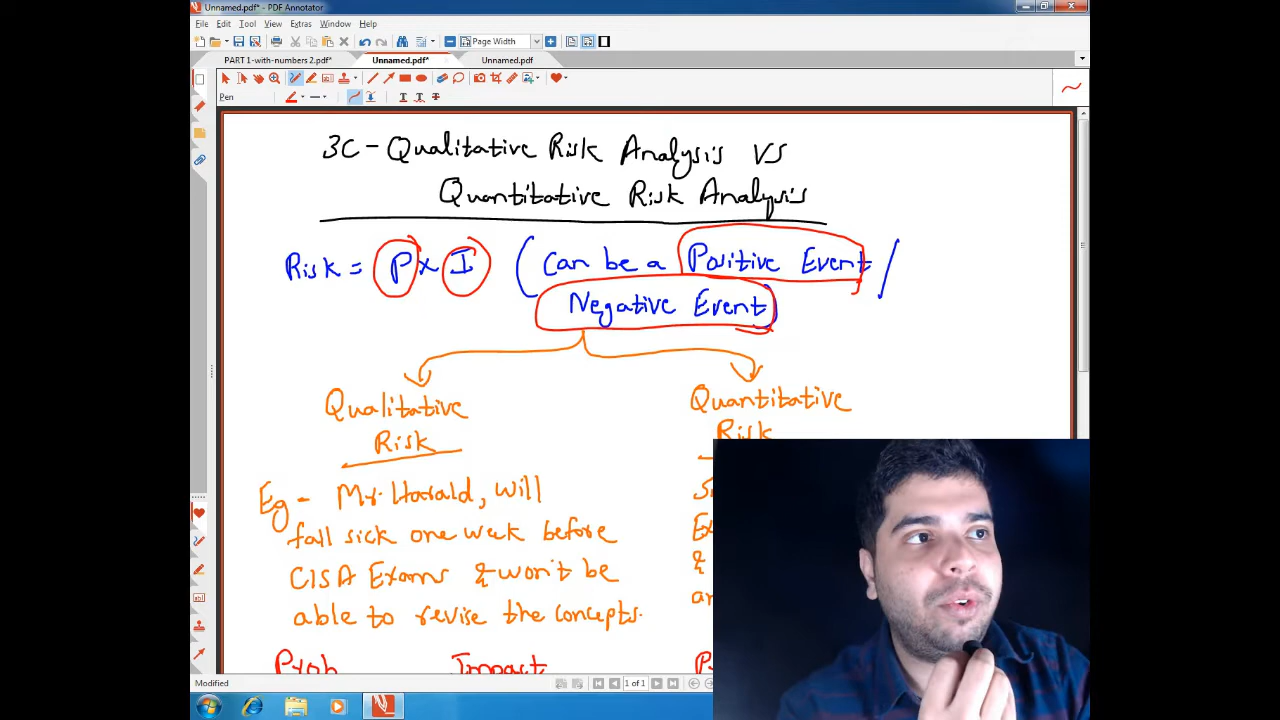 Unnamed.pdf* - PDF Annotator
File Edit Tool View Extras Window Help
Page Width
PART 1-with-numbers 2.pdf* Unnamed.pdf* Unnamed.pdf
Pen
3C-Qualitative Risk Analysis VS
Quantitative Risk Analysis
Risk = P x I (Can be a Positive Event /
Negative Event)
Qualitative
Risk
Quantitative
Risk
Eg - Mr. Harald, will
fall sick one week before
CISA Exams & won't be
able to revise the concepts.
Prob Impact
Ex
&
an
Modified
1 of 1